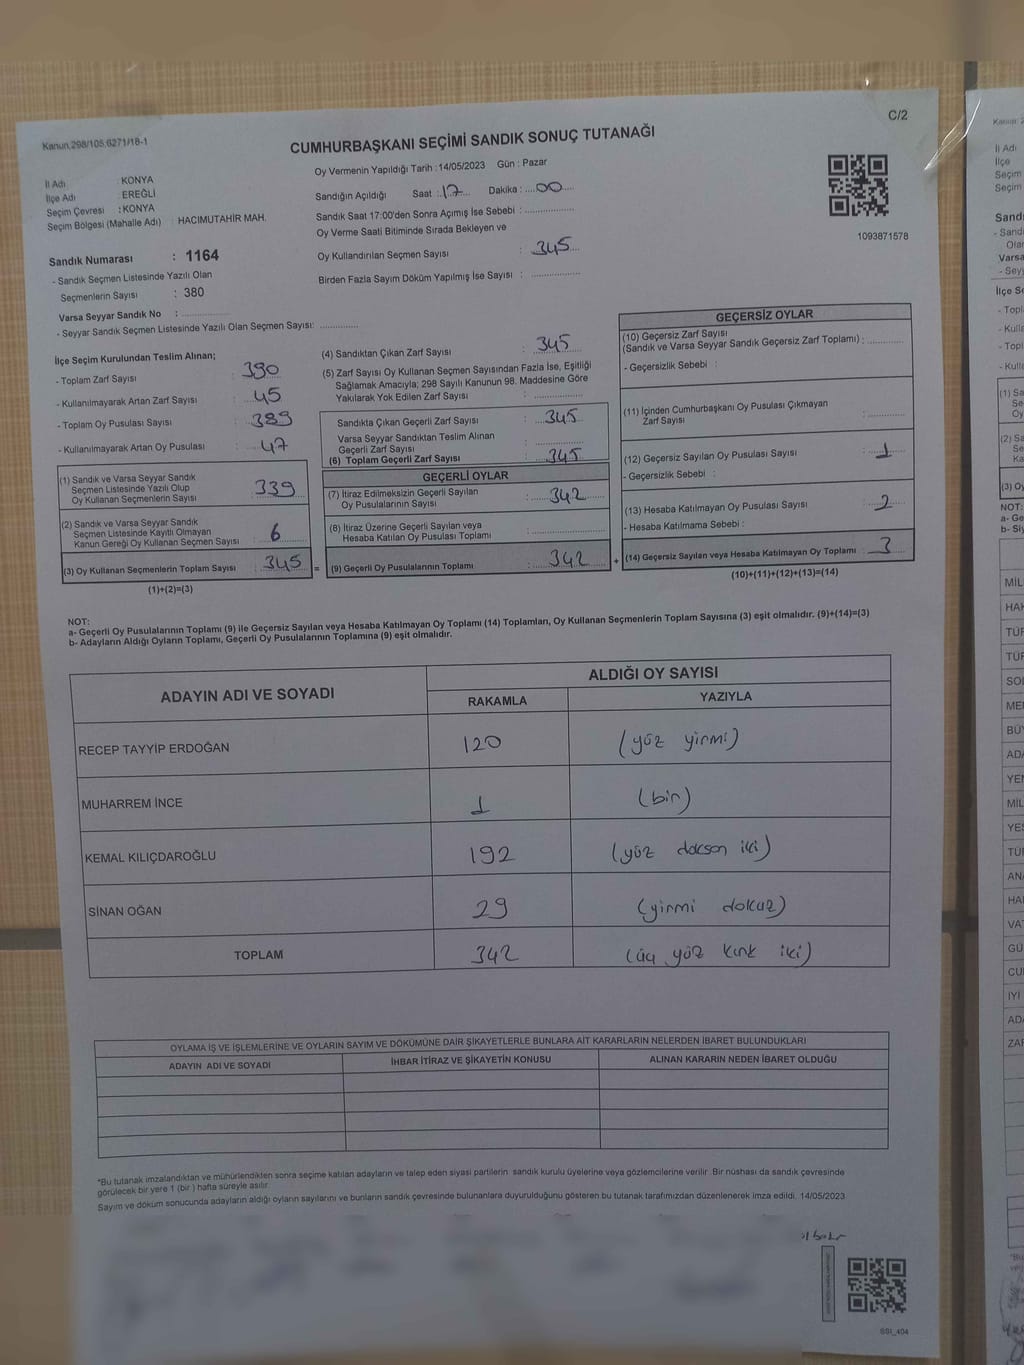 C/2
Kanun.298/105,6271/18-1
CUMHURBAŞKANI SEÇİMİ SANDIK SONUÇ TUTANAĞI
Oy Vermenin Yapıldığı Tarih :14/05/2023 Gün : Pazar
İl Adı : KONYA
İlçe Adı : EREĞLİ
Seçim Çevresi : KONYA
Seçim Bölgesi (Mahalle Adı) : HACIMUTAHİR MAH.
Sandık Numarası : 1164
- Sandık Seçmen Listesinde Yazılı Olan
Seçmenlerin Sayısı : 380
Varsa Seyyar Sandık No : ..............
- Seyyar Sandık Seçmen Listesinde Yazılı Olan Seçmen Sayısı: ............
Sandığın Açıldığı Saat :.17.... Dakika :....00....
Sandık Saat 17:00'den Sonra Açımış İse Sebebi : ...............
Oy Verme Saati Bitiminde Sırada Bekleyen ve
Oy Kullandırılan Seçmen Sayısı : 345
Birden Fazla Sayım Döküm Yapılmış İse Sayısı : ...............
1093871578
İlçe Seçim Kurulundan Teslim Alınan;
- Toplam Zarf Sayısı : 390
- Kullanılmayarak Artan Zarf Sayısı : 45
- Toplam Oy Pusulası Sayısı : 389
- Kullanılmayarak Artan Oy Pusulası : 47
(1) Sandık ve Varsa Seyyar Sandık
Seçmen Listesinde Yazılı Olup
Oy Kullanan Seçmenlerin Sayısı : 339
(2) Sandık ve Varsa Seyyar Sandık
Seçmen Listesinde Kayıtlı Olmayan
Kanun Gereği Oy Kullanan Seçmen Sayısı : 6
(3) Oy Kullanan Seçmenlerin Toplam Sayısı : 345 =
(1)+(2)=(3)
(4) Sandıktan Çıkan Zarf Sayısı : 345
(5) Zarf Sayısı Oy Kullanan Seçmen Sayısından Fazla İse, Eşitliği
Sağlamak Amacıyla; 298 Sayılı Kanunun 98. Maddesine Göre
Yakılarak Yok Edilen Zarf Sayısı : ...............
Sandıkta Çıkan Geçerli Zarf Sayısı : 345
Varsa Seyyar Sandıktan Teslim Alınan
Geçerli Zarf Sayısı : ...............
(6) Toplam Geçerli Zarf Sayısı : 345
GEÇERLİ OYLAR
(7) İtiraz Edilmeksizin Geçerli Sayılan
Oy Pusulalarının Sayısı : 342
(8) İtiraz Üzerine Geçerli Sayılan veya
Hesaba Katılan Oy Pusulası Toplamı : ...............
(9) Geçerli Oy Pusulalarının Toplamı : 342 +
GEÇERSİZ OYLAR
(10) Geçersiz Zarf Sayısı
(Sandık ve Varsa Seyyar Sandık Geçersiz Zarf Toplamı) : ...........
- Geçersizlik Sebebi :
(11) İçinden Cumhurbaşkanı Oy Pusulası Çıkmayan
Zarf Sayısı : ...........
(12) Geçersiz Sayılan Oy Pusulası Sayısı : 1
- Geçersizlik Sebebi :
(13) Hesaba Katılmayan Oy Pusulası Sayısı : 2
- Hesaba Katılmama Sebebi :
(14) Geçersiz Sayılan veya Hesaba Katılmayan Oy Toplamı : 3
(10)+(11)+(12)+(13)=(14)
NOT:
a- Geçerli Oy Pusulalarının Toplamı (9) ile Geçersiz Sayılan veya Hesaba Katılmayan Oy Toplamı (14) Toplamları, Oy Kullanan Seçmenlerin Toplam Sayısına (3) eşit olmalıdır. (9)+(14)=(3)
b- Adayların Aldığı Oyların Toplamı, Geçerli Oy Pusulalarının Toplamına (9) eşit olmalıdır.
ADAYIN ADI VE SOYADI
ALDIĞI OY SAYISI
RAKAMLA YAZIYLA
RECEP TAYYİP ERDOĞAN 120 (yüz yirmi)
MUHARREM İNCE 1 (bir)
KEMAL KILIÇDAROĞLU 192 (yüz doksan iki)
SİNAN OĞAN 29 (yirmi dokuz)
TOPLAM 342 (üç yüz kırk iki)
OYLAMA İŞ VE İŞLEMLERİNE VE OYLARIN SAYIM VE DÖKÜMÜNE DAİR ŞİKAYETLERLE BUNLARA AİT KARARLARIN NELERDEN İBARET BULUNDUKLARI
ADAYIN ADI VE SOYADI İHBAR İTİRAZ VE ŞİKAYETİN KONUSU ALINAN KARARIN NEDEN İBARET OLDUĞU
*Bu tutanak imzalandıktan ve mühürlendikten sonra seçime katılan adayların ve talep eden siyasi partilerin sandık kurulu üyelerine veya gözlemcilerine verilir. Bir nüshası da sandık çevresinde
görülecek bir yere 1 (bir) hafta süreyle asılır.
Sayım ve döküm sonucunda adayların aldığı oyların sayılarını ve bunların sandık çevresinde bulunanlara duyurulduğunu gösteren bu tutanak tarafımızdan düzenlenerek imza edildi. 14/05/2023
SSI_404